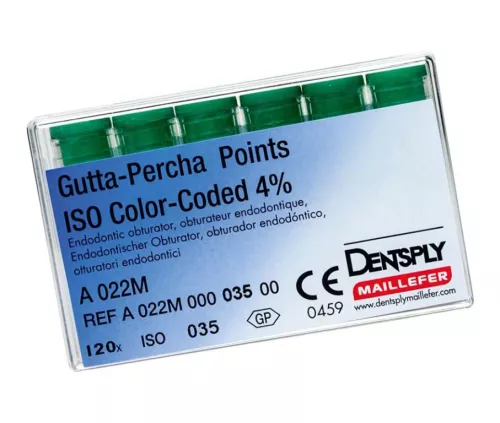 Gutta-Percha Points
ISO Color-Coded 4%
Endodontic obturator, obturateur endodontique,
Endodontischer Obturator, obturador endodóntico,
otturatori endodontici
A 022M
REF A 022M 000 035 00
120x ISO 035 GP
CE 0459
DENTSPLY
MAILLEFER
www.dentsplymaillefer.com